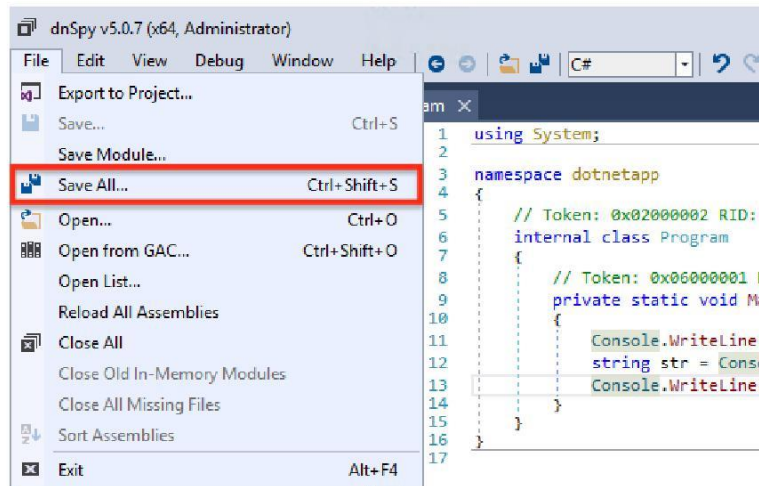 dnSpy v5.0.7 (x64, Administrator)
File Edit View Debug Window Help C#
Export to Project...
Save... Ctrl+S
Save Module...
Save All... Ctrl+Shift+S
Open... Ctrl+O
Open from GAC... Ctrl+Shift+O
Open List...
Reload All Assemblies
Close All
Close Old In-Memory Modules
Close All Missing Files
Sort Assemblies
Exit Alt+F4
am
1 using System;
2
3 namespace dotnetapp
4 {
5 // Token: 0x02000002 RID:
6 internal class Program
7 {
8 // Token: 0x06000001
9 private static void
10 {
11 Console.WriteLine
12 string str =
13 Console.WriteLine
14 }
15 }
16 }
17